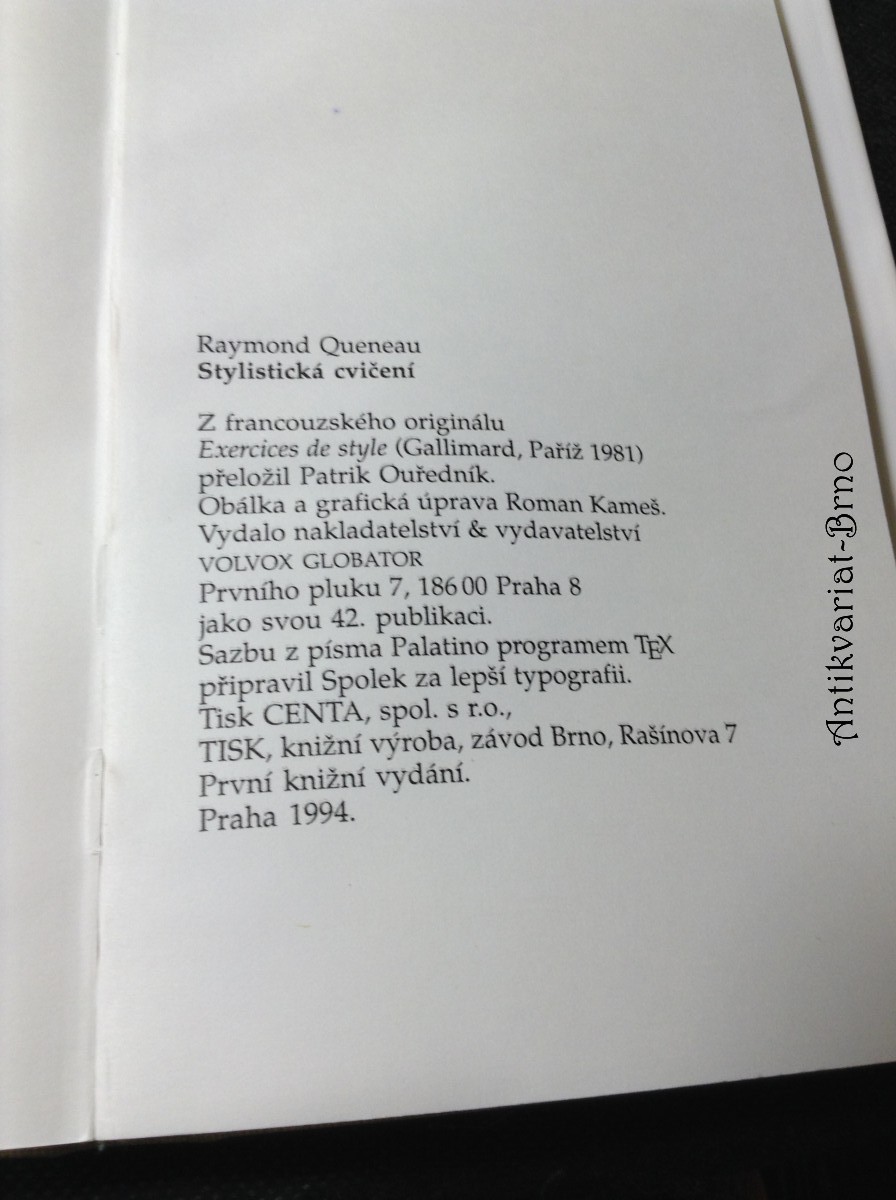 Raymond Queneau
Stylistická cvičení
Z francouzského originálu
Exercices de style (Gallimard, Paříž 1981)
přeložil Patrik Ouředník.
Obálka a grafická úprava Roman Kameš.
Vydalo nakladatelství & vydavatelství
VOLVOX GLOBATOR
Prvního pluku 7, 186 00 Praha 8
jako svou 42. publikaci.
Sazbu z písma Palatino programem TEX
připravil Spolek za lepší typografii.
Tisk CENTA, spol. s r.o.,
TISK, knižní výroba, závod Brno, Rašínova 7
První knižní vydání.
Praha 1994.
Antikvariat-Brno